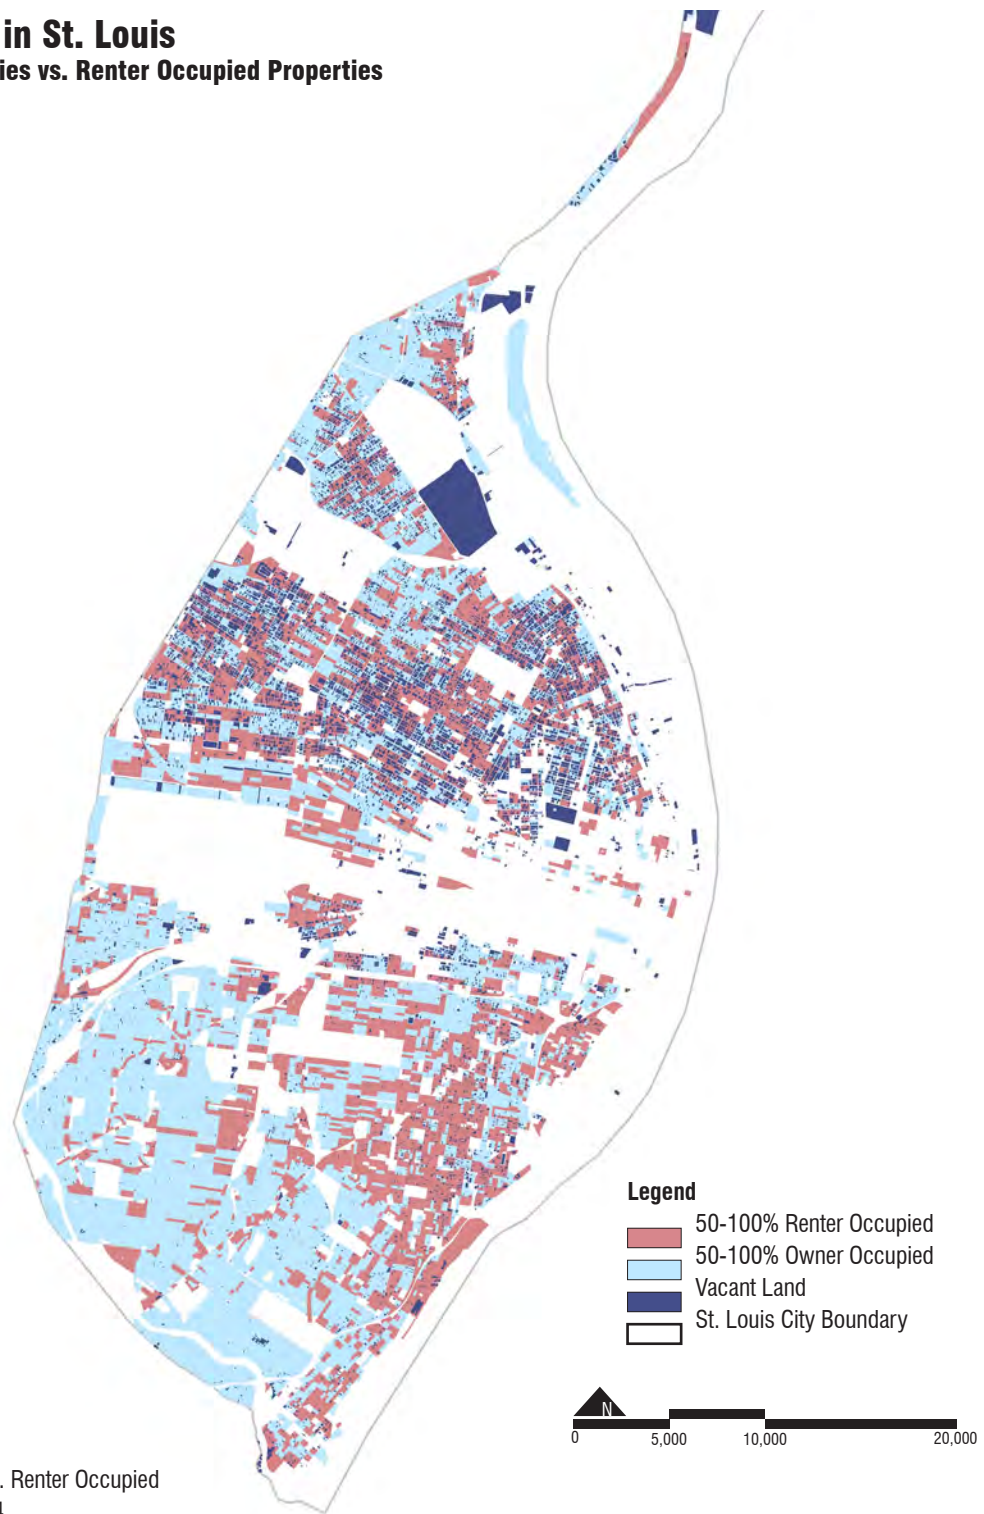 in St. Louis
ies vs. Renter Occupied Properties
Legend
50-100% Renter Occupied
50-100% Owner Occupied
Vacant Land
St. Louis City Boundary
N
0 5,000 10,000 20,000
. Renter Occupied